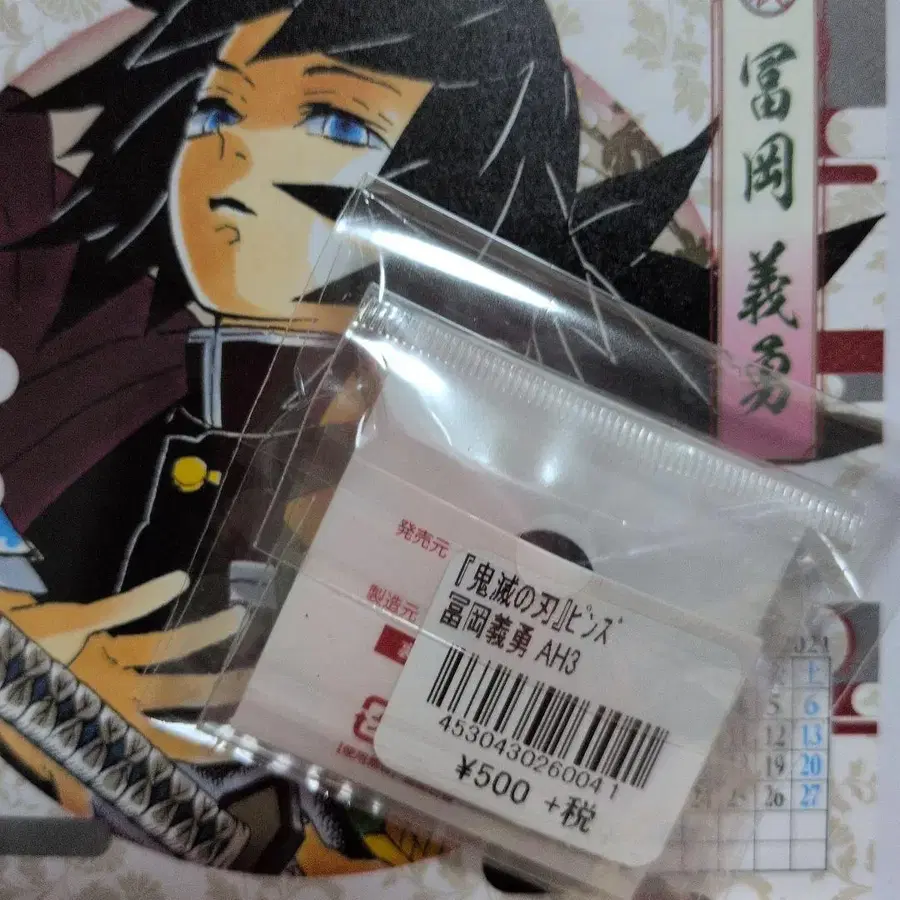 冨岡義勇
発売元
製造元
『鬼滅の刃』ﾋﾟﾝｽﾞ
冨岡義勇 AH3
4530430260041
¥500 +税
土
5 6
12 13
19 20
26 27